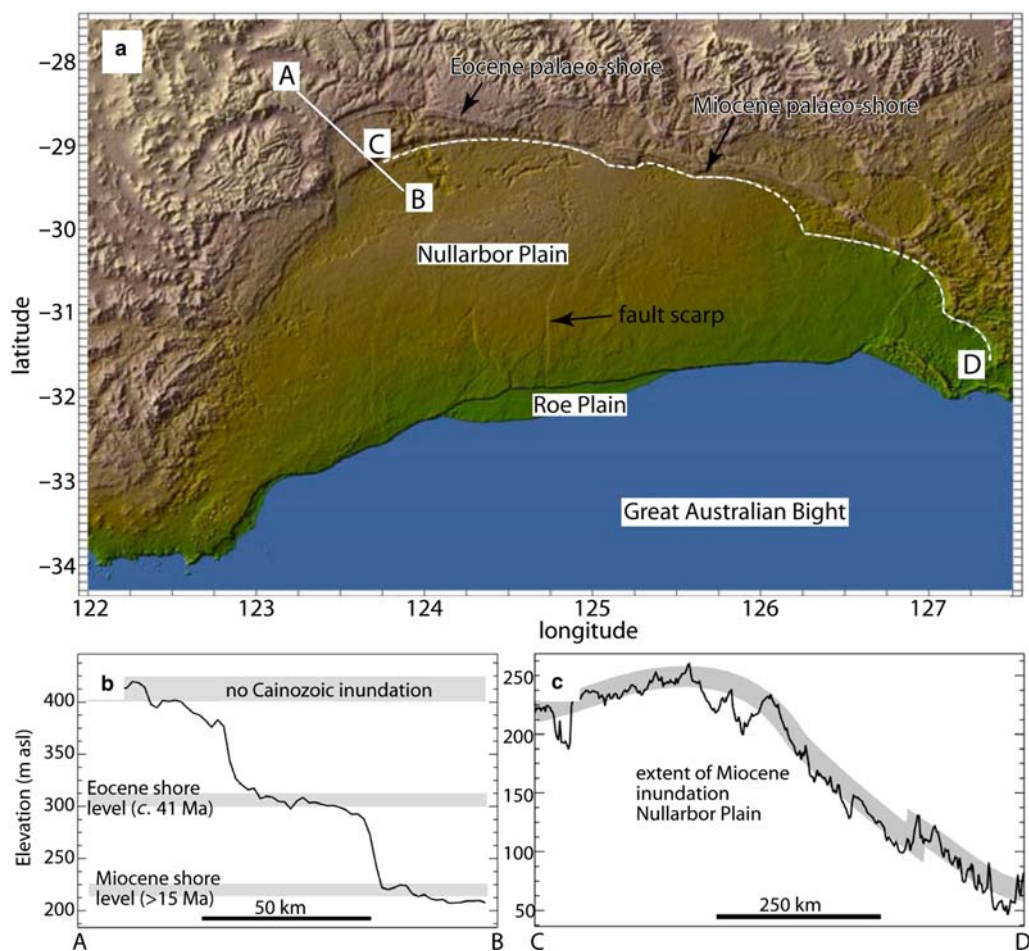 a
−28
−29
−30
−31
−32
−33
−34
latitude
A
Eocene palaeo-shore
Miocene palaeo-shore
C
B
Nullarbor Plain
fault scarp
D
Roe Plain
Great Australian Bight
122
123
124
125
126
127
longitude
b
no Cainozoic inundation
400
350
Eocene shore
level (c. 41 Ma)
300
250
Miocene shore
level (>15 Ma)
200
Elevation (m asl)
50 km
A
B
c
250
200
150
100
50
extent of Miocene
inundation
Nullarbor Plain
250 km
C
D